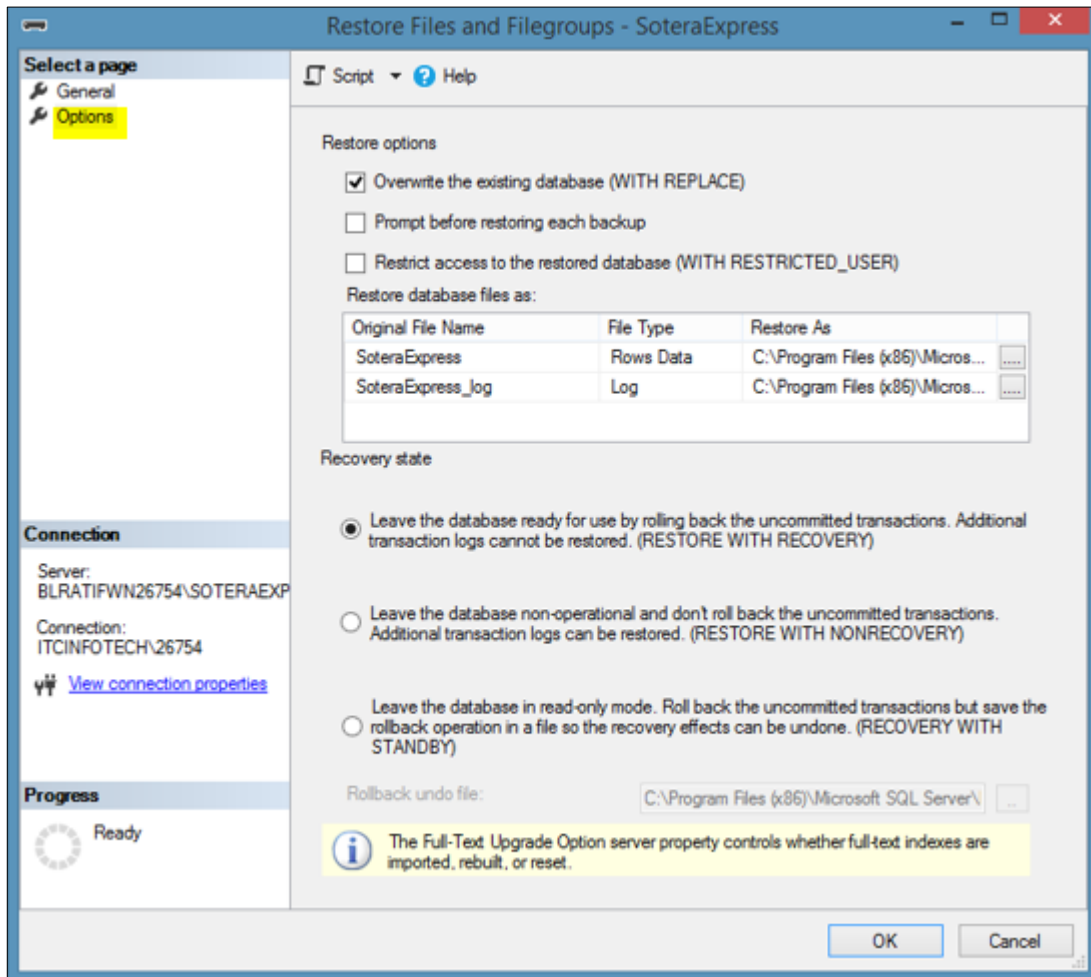 Restore Files and Filegroups - SoteraExpress
Select a page
General
Options
Script
Help
Restore options
Overwrite the existing database (WITH REPLACE)
Prompt before restoring each backup
Restrict access to the restored database (WITH RESTRICTED_USER)
Restore database files as:
Original File Name File Type Restore As
SoteraExpress Rows Data C:\Program Files (x86)\Micros... ....
SoteraExpress_log Log C:\Program Files (x86)\Micros... ....
Recovery state
Leave the database ready for use by rolling back the uncommitted transactions. Additional
transaction logs cannot be restored. (RESTORE WITH RECOVERY)
Leave the database non-operational and don't roll back the uncommitted transactions.
Additional transaction logs can be restored. (RESTORE WITH NONRECOVERY)
Leave the database in read-only mode. Roll back the uncommitted transactions but save the
rollback operation in a file so the recovery effects can be undone. (RECOVERY WITH
STANDBY)
Rollback undo file: C:\Program Files (x86)\Microsoft SQL Server\ ..
The Full-Text Upgrade Option server property controls whether full-text indexes are
imported, rebuilt, or reset.
Connection
Server:
BLRATIFWN26754\SOTERAEXP
Connection:
ITCINFOTECH\26754
View connection properties
Progress
Ready
OK
Cancel